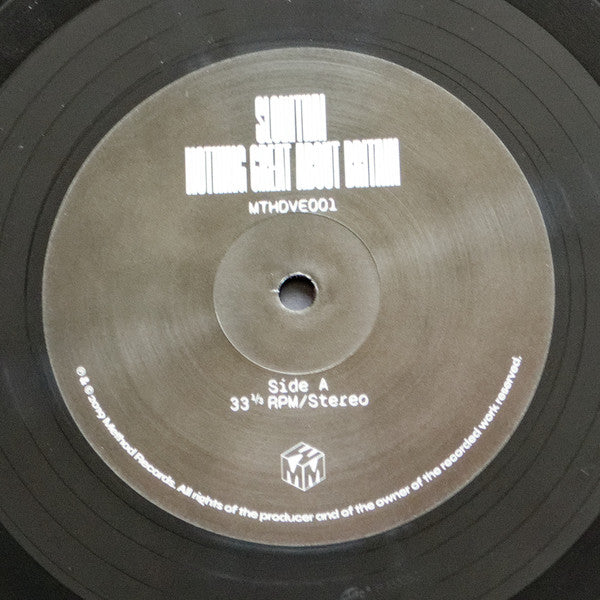 SLOWTHAI
NOTHING GREAT ABOUT BRITAIN
MTHDVE001
Side A
33⅓ RPM/Stereo
MMM
℗ & © 2019 Method Records. All rights of the producer and of the owner of the recorded work reserved.